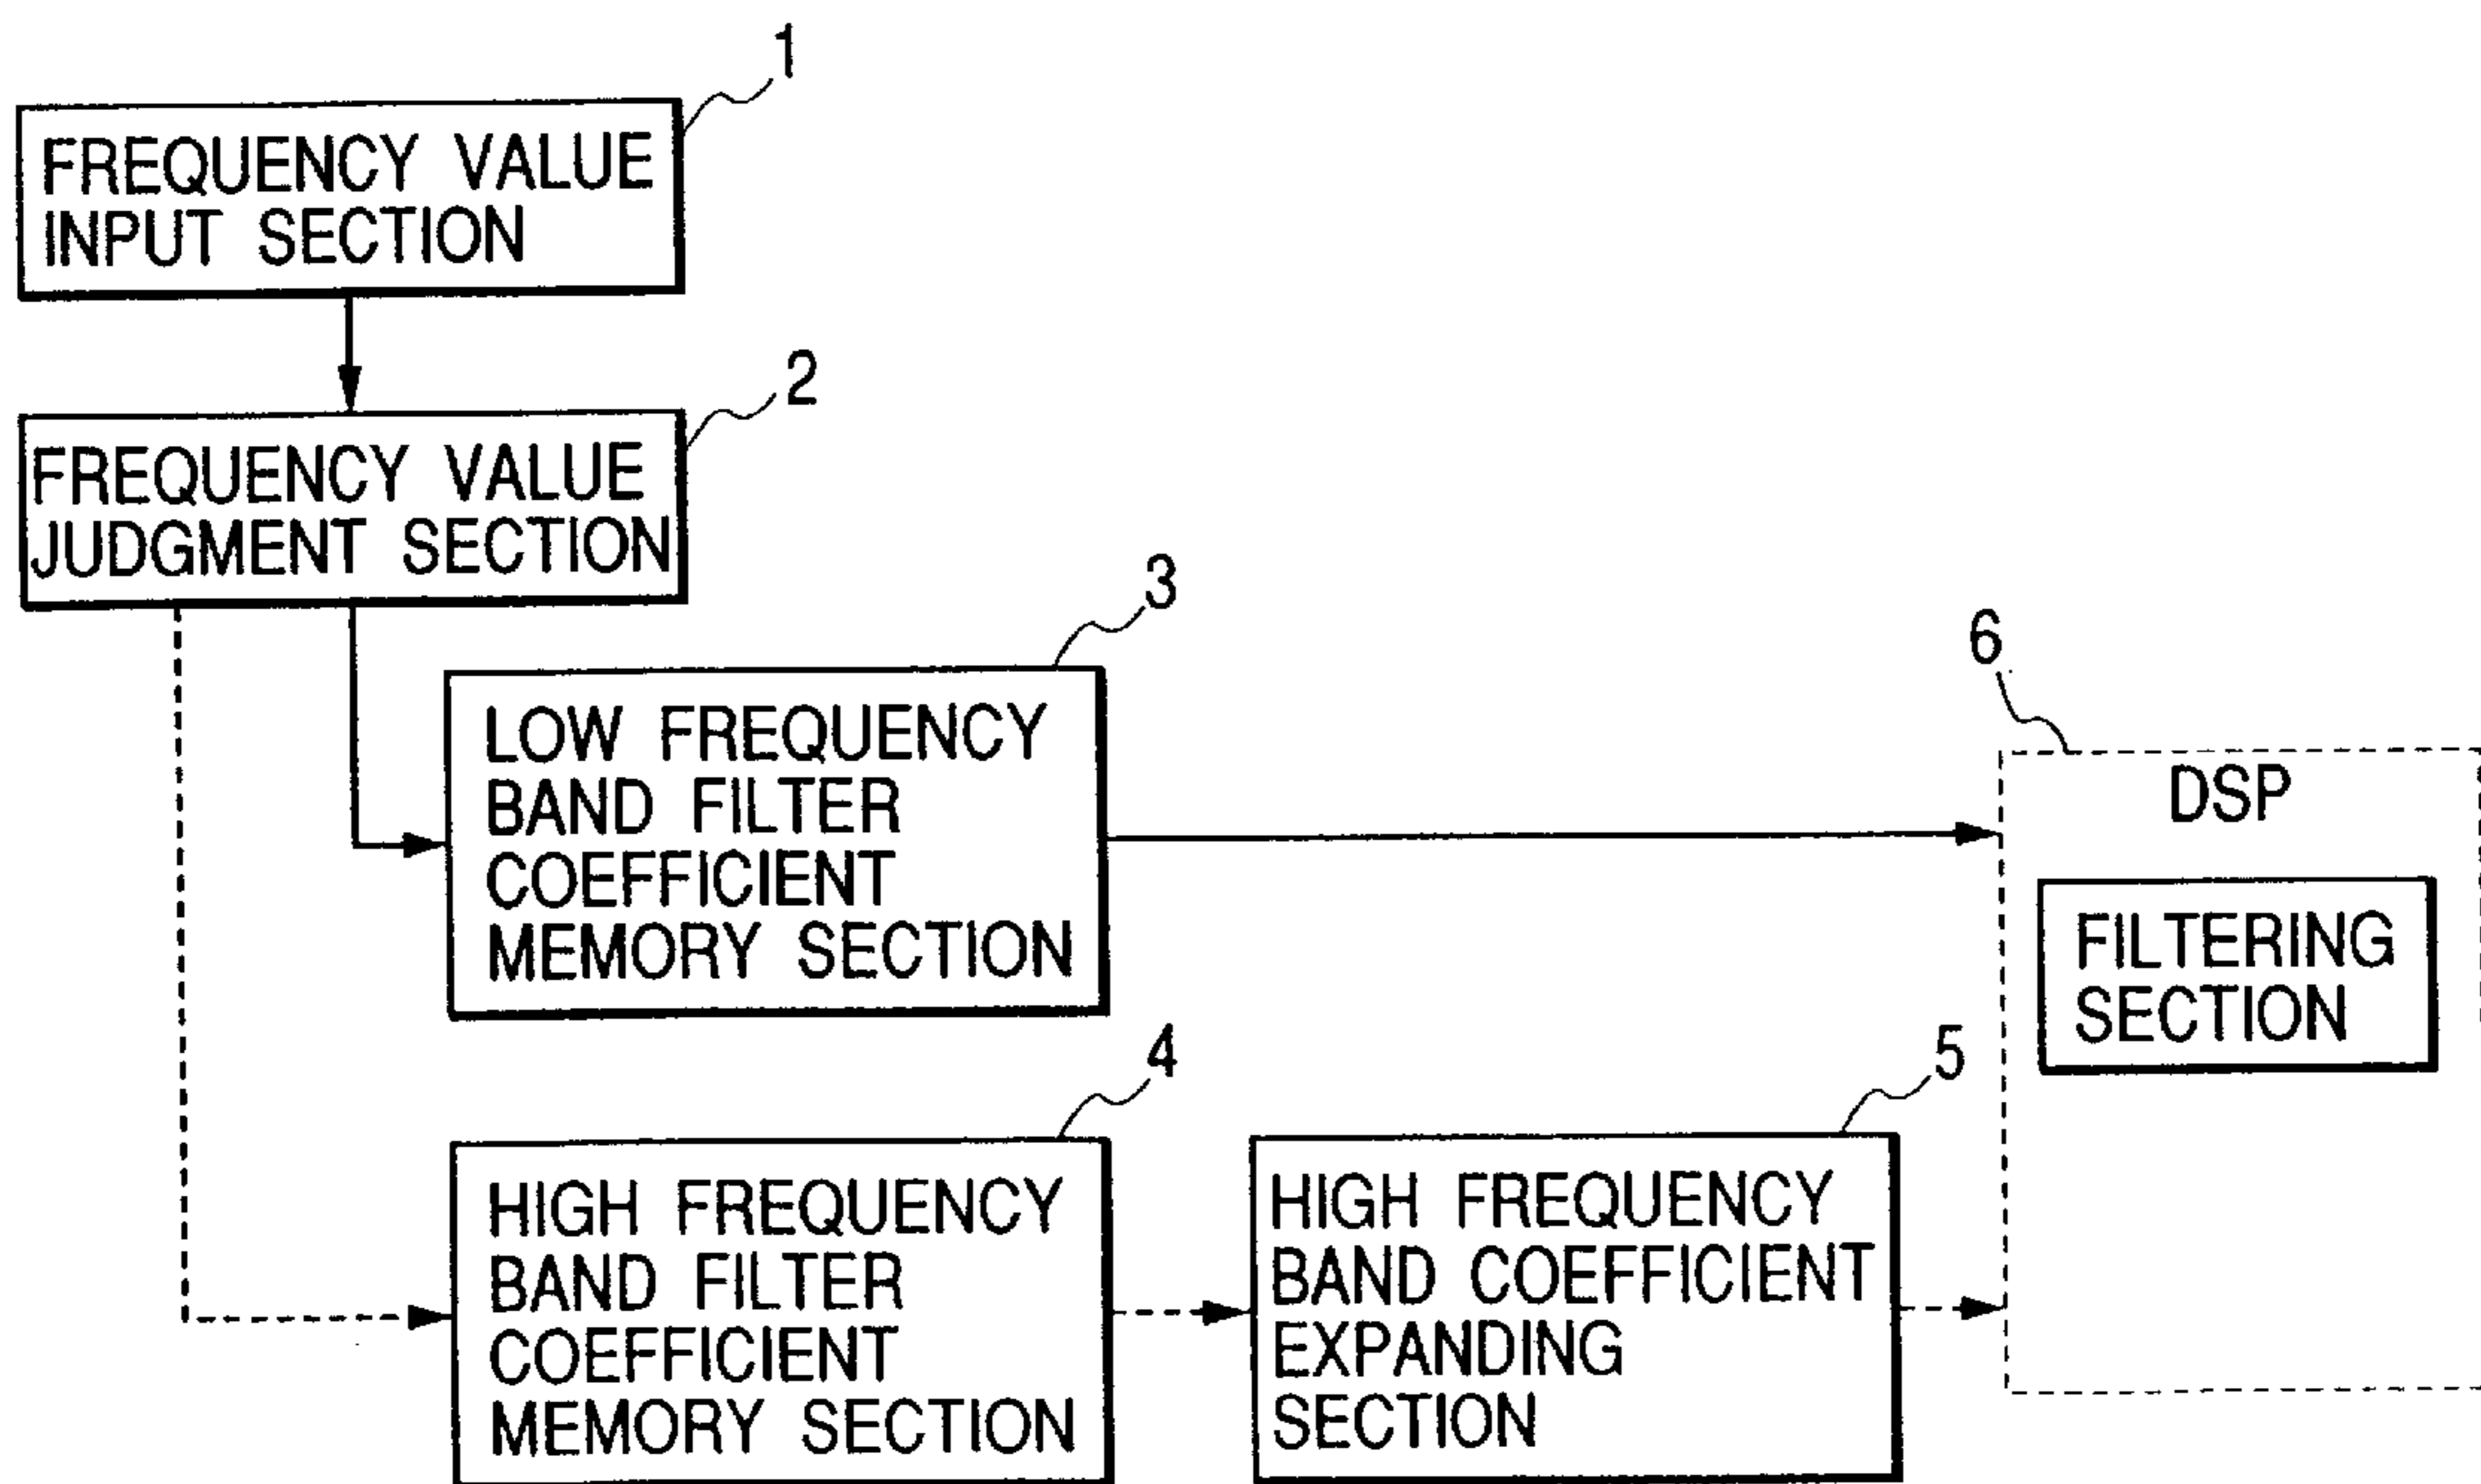 1
FREQUENCY VALUE
INPUT SECTION
2
FREQUENCY VALUE
JUDGMENT SECTION
3
LOW FREQUENCY
BAND FILTER
COEFFICIENT
MEMORY SECTION
6
DSP
FILTERING
SECTION
4
HIGH FREQUENCY
BAND FILTER
COEFFICIENT
MEMORY SECTION
5
HIGH FREQUENCY
BAND COEFFICIENT
EXPANDING
SECTION